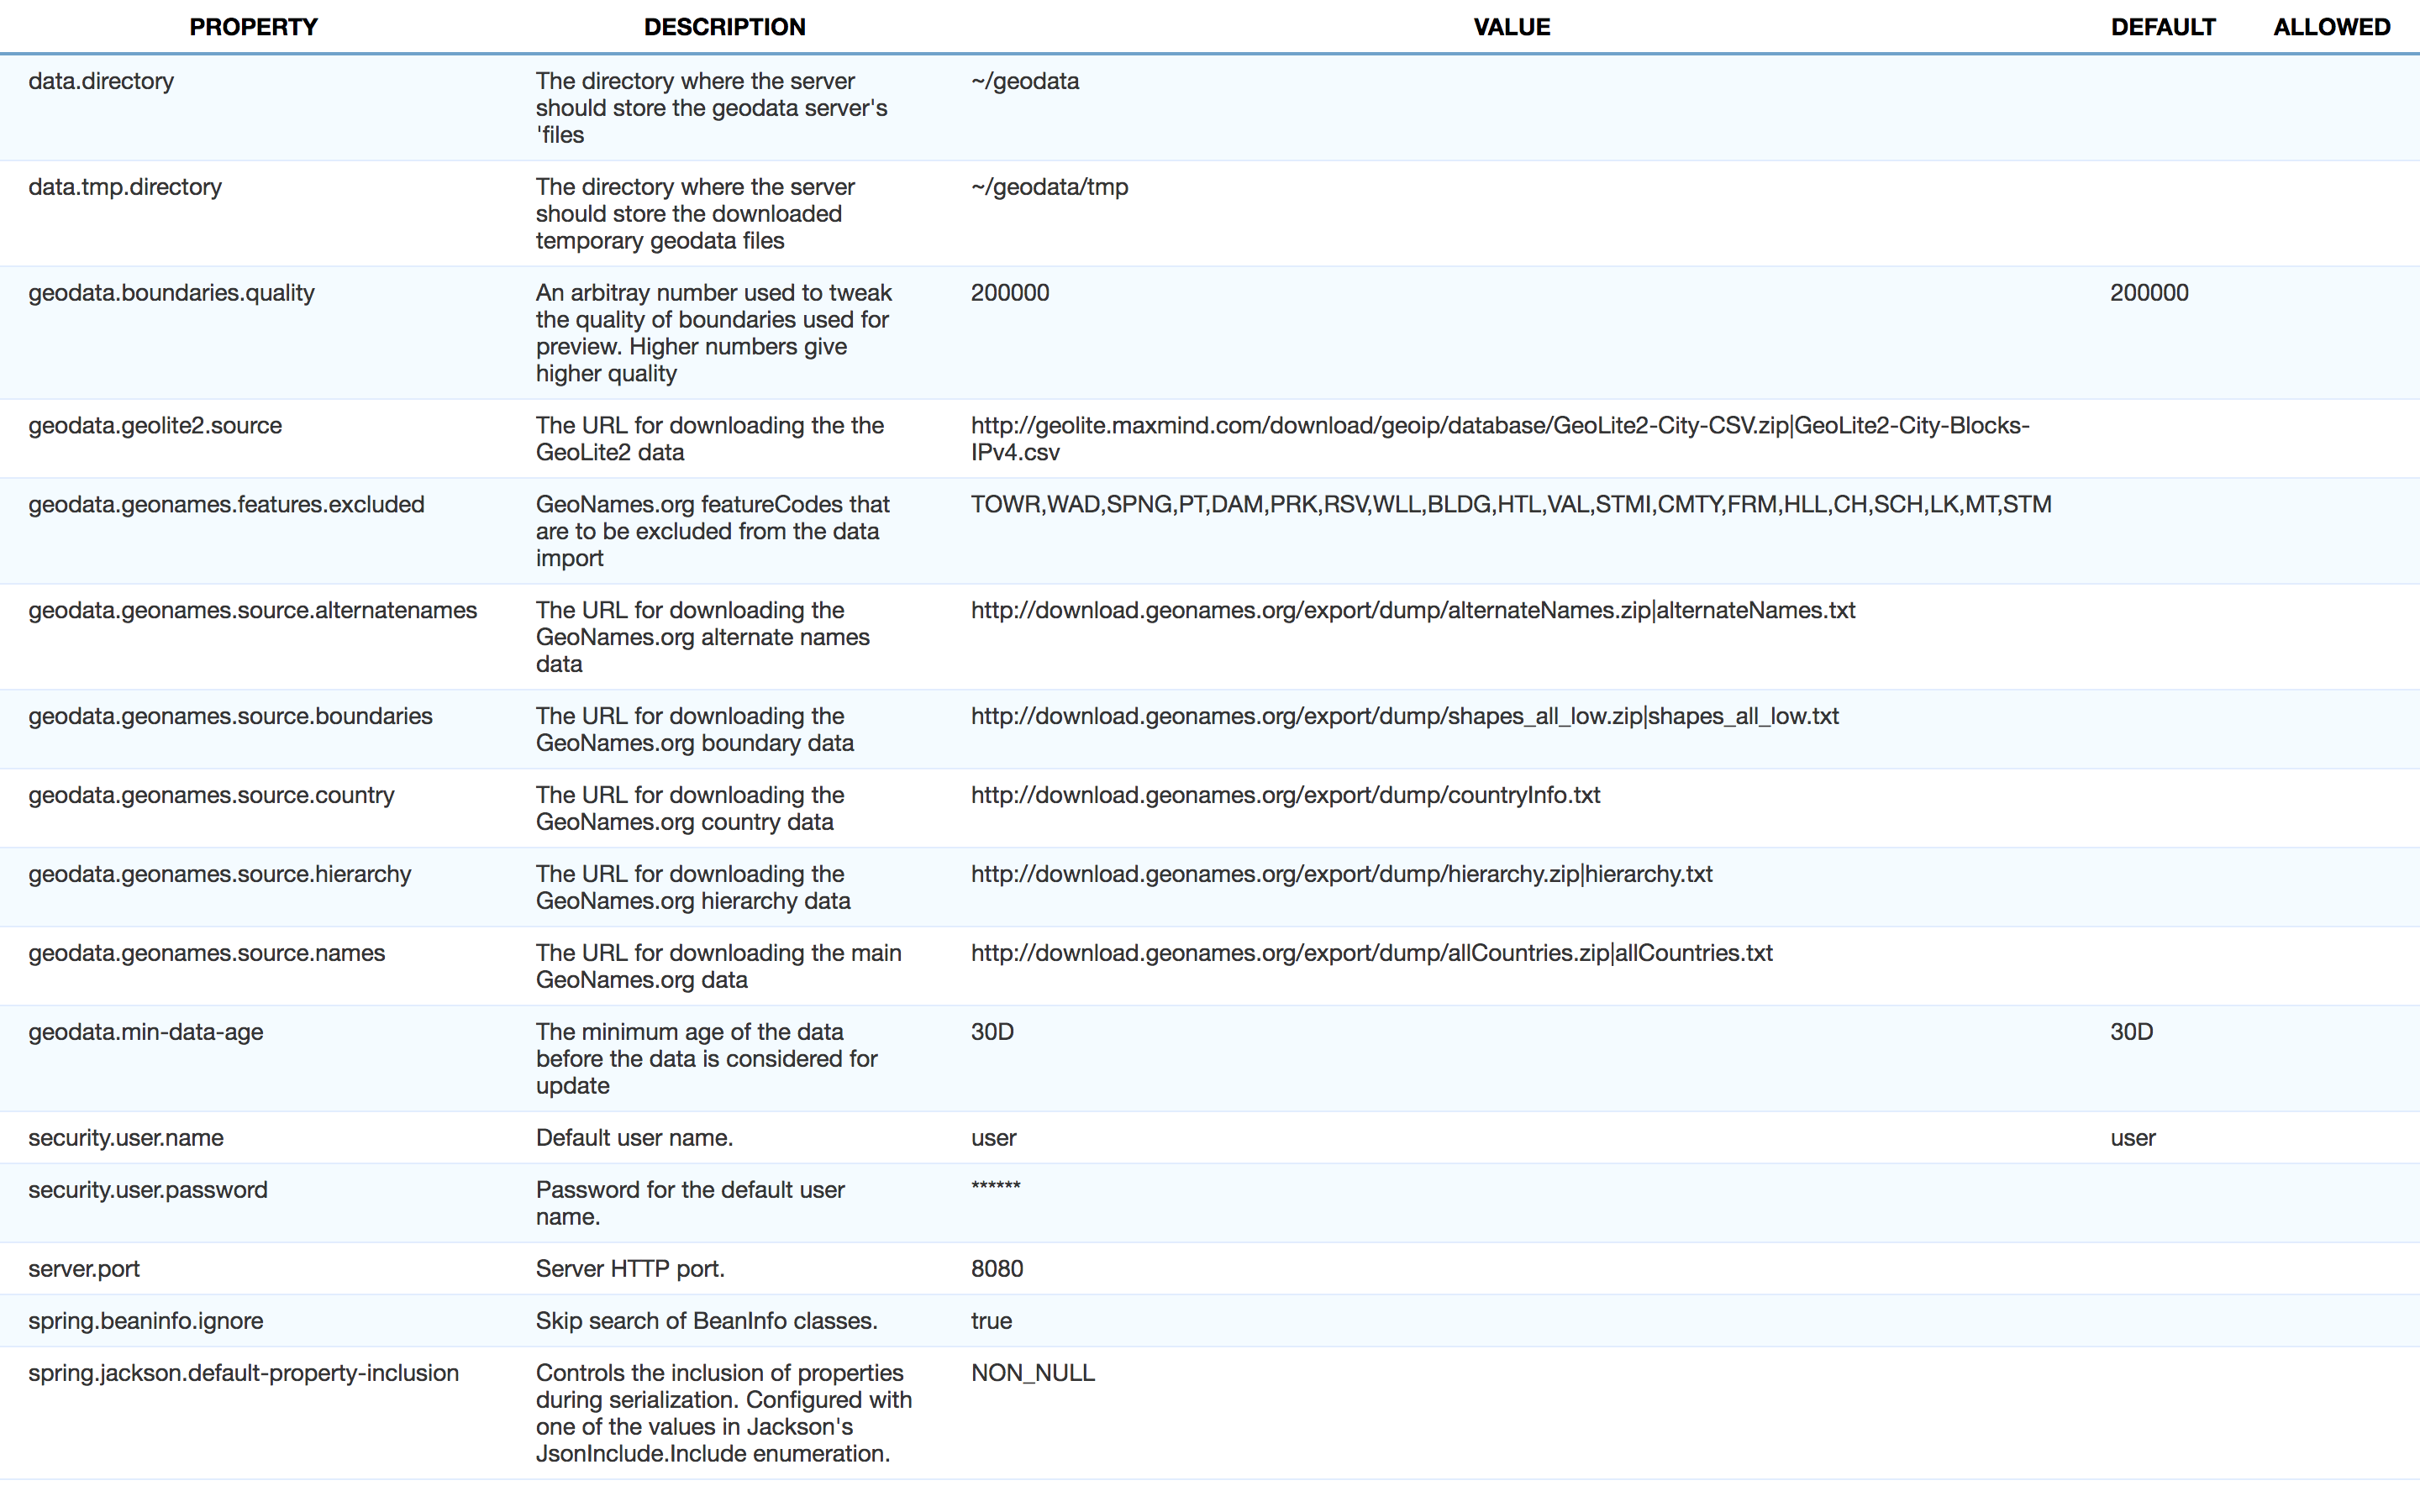 PROPERTY DESCRIPTION VALUE DEFAULT ALLOWED
data.directory The directory where the server ~/geodata
should store the geodata server's
'files
data.tmp.directory The directory where the server ~/geodata/tmp
should store the downloaded
temporary geodata files
geodata.boundaries.quality An arbitray number used to tweak 200000 200000
the quality of boundaries used for
preview. Higher numbers give
higher quality
geodata.geolite2.source The URL for downloading the the http://geolite.maxmind.com/download/geoip/database/GeoLite2-City-CSV.zip|GeoLite2-City-Blocks-
GeoLite2 data IPv4.csv
geodata.geonames.features.excluded GeoNames.org featureCodes that TOWR,WAD,SPNG,PT,DAM,PRK,RSV,WLL,BLDG,HTL,VAL,STMI,CMTY,FRM,HLL,CH,SCH,LK,MT,STM
are to be excluded from the data
import
geodata.geonames.source.alternatenames The URL for downloading the http://download.geonames.org/export/dump/alternateNames.zip|alternateNames.txt
GeoNames.org alternate names
data
geodata.geonames.source.boundaries The URL for downloading the http://download.geonames.org/export/dump/shapes_all_low.zip|shapes_all_low.txt
GeoNames.org boundary data
geodata.geonames.source.country The URL for downloading the http://download.geonames.org/export/dump/countryInfo.txt
GeoNames.org country data
geodata.geonames.source.hierarchy The URL for downloading the http://download.geonames.org/export/dump/hierarchy.zip|hierarchy.txt
GeoNames.org hierarchy data
geodata.geonames.source.names The URL for downloading the main http://download.geonames.org/export/dump/allCountries.zip|allCountries.txt
GeoNames.org data
geodata.min-data-age The minimum age of the data 30D 30D
before the data is considered for
update
security.user.name Default user name. user user
security.user.password Password for the default user ******
name.
server.port Server HTTP port. 8080
spring.beaninfo.ignore Skip search of BeanInfo classes. true
spring.jackson.default-property-inclusion Controls the inclusion of properties NON_NULL
during serialization. Configured with
one of the values in Jackson's
JsonInclude.Include enumeration.